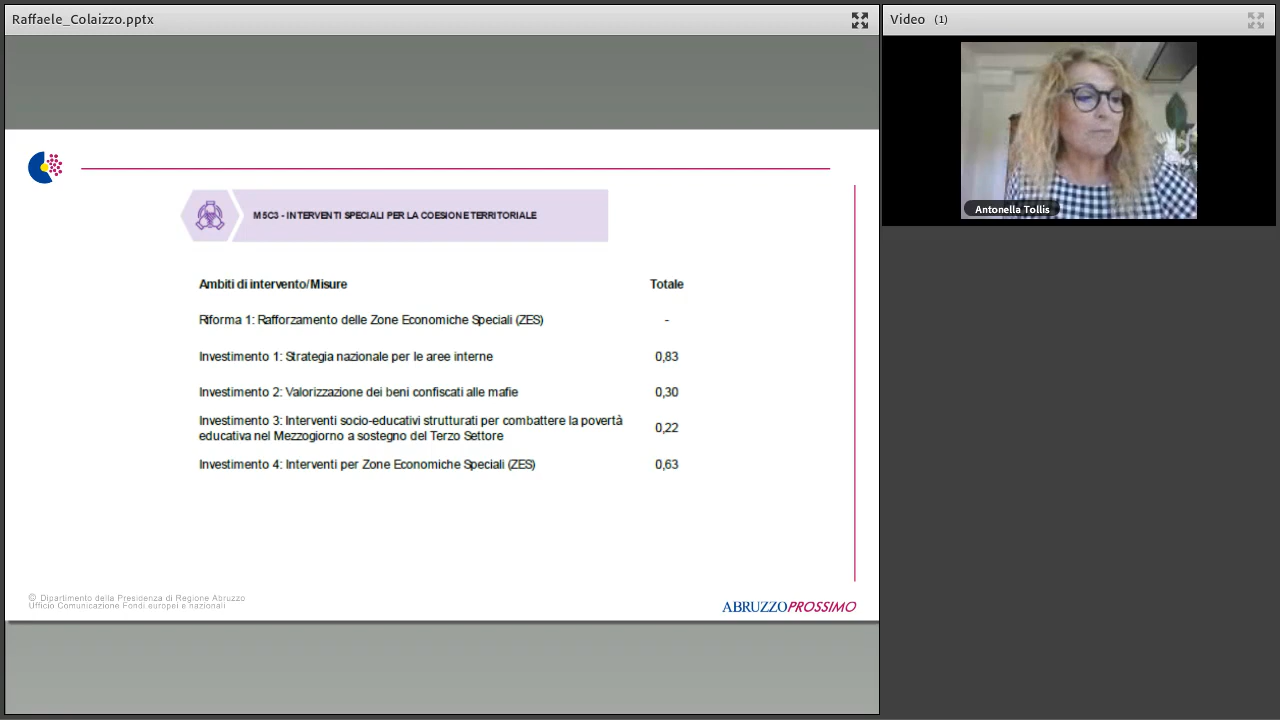 Raffaele_Colaizzo.pptx
Video (1)
Antonella Tollis
M5C3 - INTERVENTI SPECIALI PER LA COESIONE TERRITORIALE
Ambiti di intervento/Misure Totale
Riforma 1: Rafforzamento delle Zone Economiche Speciali (ZES) -
Investimento 1: Strategia nazionale per le aree interne 0,83
Investimento 2: Valorizzazione dei beni confiscati alle mafie 0,30
Investimento 3: Interventi socio-educativi strutturati per combattere la povertà
educativa nel Mezzogiorno a sostegno del Terzo Settore 0,22
Investimento 4: Interventi per Zone Economiche Speciali (ZES) 0,63
© Dipartimento della Presidenza di Regione Abruzzo
Ufficio Comunicazione Fondi europei e nazionali
ABRUZZOPROSSIMO